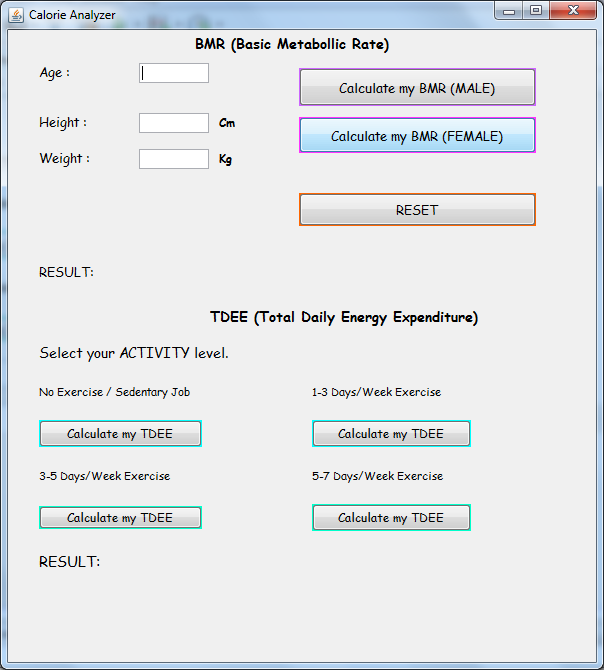 Calorie Analyzer
BMR (Basic Metabollic Rate)
Age :
Calculate my BMR (MALE)
Height :
Cm
Calculate my BMR (FEMALE)
Weight :
Kg
RESET
RESULT:
TDEE (Total Daily Energy Expenditure)
Select your ACTIVITY level.
No Exercise / Sedentary Job
1-3 Days/Week Exercise
Calculate my TDEE
Calculate my TDEE
3-5 Days/Week Exercise
5-7 Days/Week Exercise
Calculate my TDEE
Calculate my TDEE
RESULT: